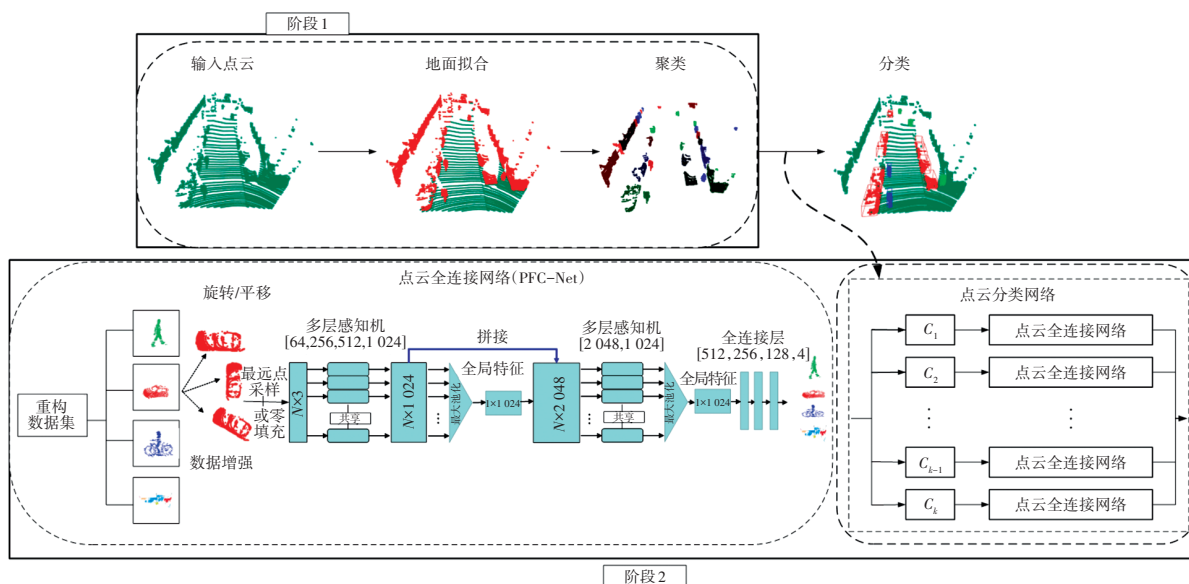 阶段1
输入点云
地面拟合
聚类
分类
点云全连接网络(PFC-Net)
旋转/平移
多层感知机
[64,256,512,1 024]
拼接
多层感知机
[2 048,1 024]
全连接层
[512,256,128,4]
重构
数据集
最远点
采样
或零
填充
数据增强
N×3
共享
N×1 024
最大池化
全局特征
1×1 024
N×2 048
共享
最大池化
全局特征
1×1 024
点云分类网络
C1
点云全连接网络
C2
点云全连接网络
Ck-1
点云全连接网络
Ck
点云全连接网络
阶段2